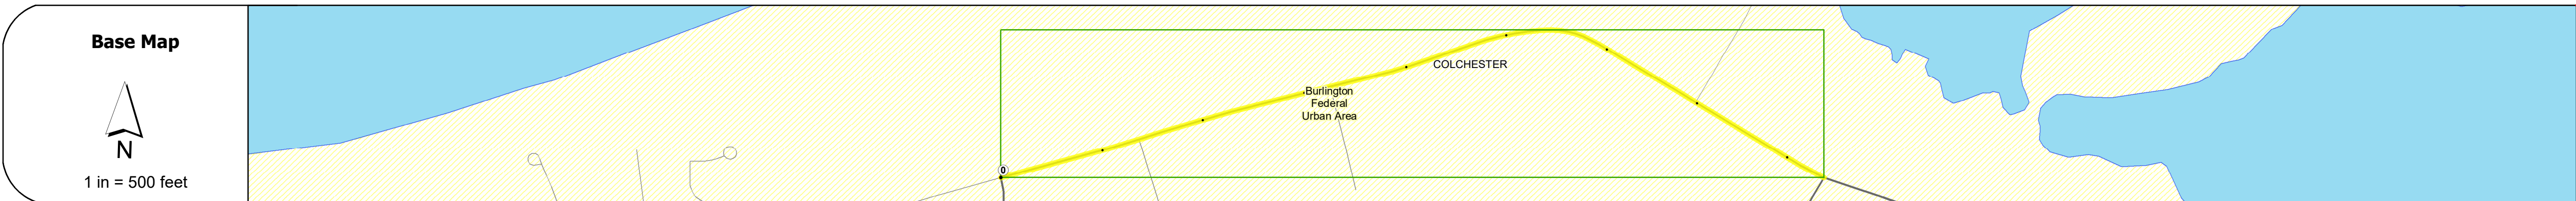 Base Map
N
1 in = 500 feet
0
COLCHESTER
Burlington
Federal
Urban Area